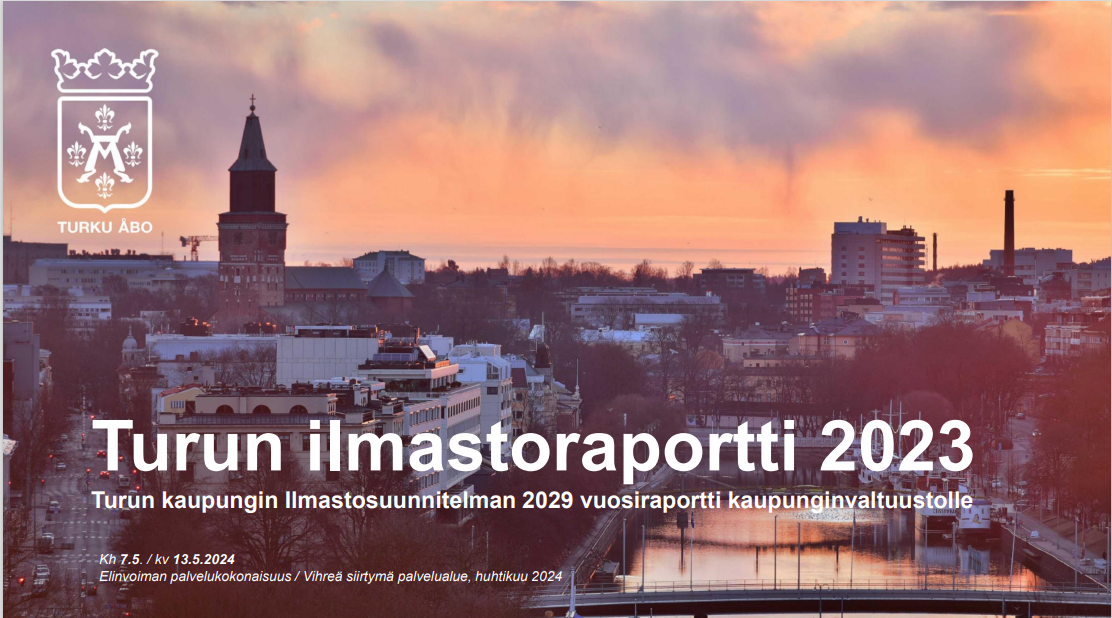 TURKU ÅBO
Turun ilmastoraportti 2023
Turun kaupungin Ilmastosuunnitelman 2029 vuosiraportti kaupunginvaltuustolle
Kh 7.5. / kv 13.5.2024
Elinvoiman palvelukokonaisuus / Vihreä siirtymä palvelualue, huhtikuu 2024